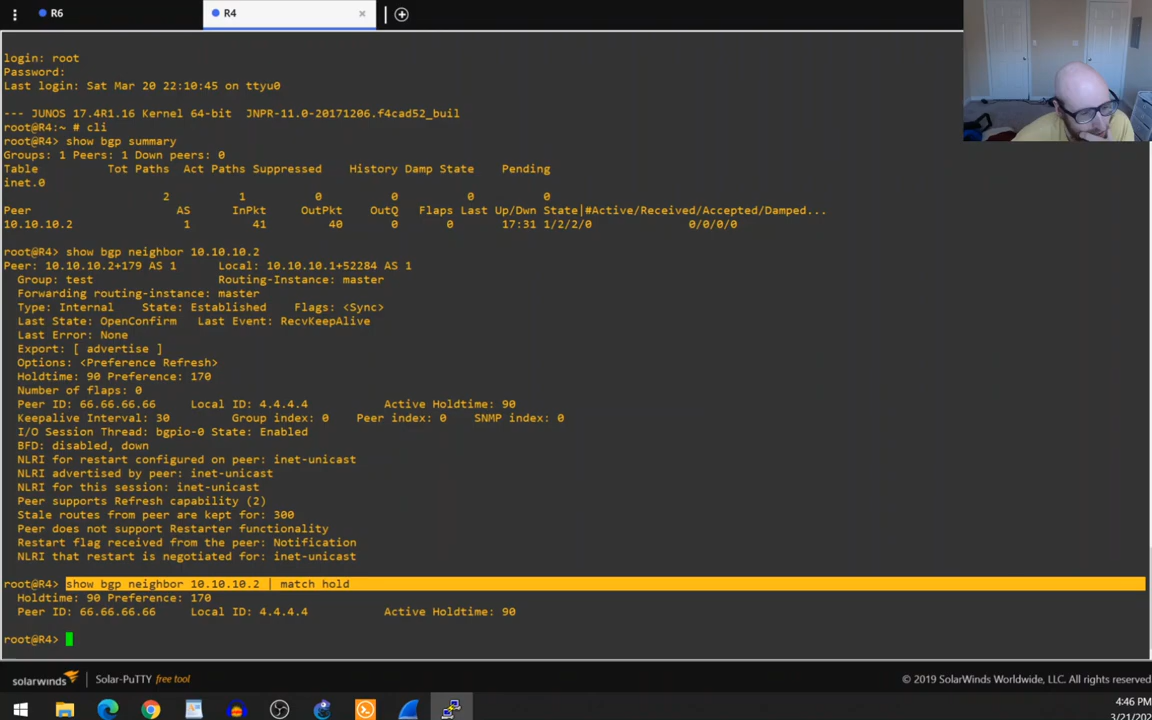 R6
R4
login: root
Password:
Last login: Sat Mar 20 22:10:45 on ttyu0
--- JUNOS 17.4R1.16 Kernel 64-bit  JNPR-11.0-20171206.f4cad52_buil
root@R4:~ # cli
root@R4> show bgp summary
Groups: 1 Peers: 1 Down peers: 0
Table          Tot Paths  Act Paths Suppressed    History Damp State    Pending
inet.0
                       2          1          0          0          0          0
Peer                     AS      InPkt     OutPkt    OutQ   Flaps Last Up/Dwn State|#Active/Received/Accepted/Damped...
10.10.10.2                1         41         40       0       0       17:31 1/2/2/0              0/0/0/0
root@R4> show bgp neighbor 10.10.10.2
Peer: 10.10.10.2+179 AS 1      Local: 10.10.10.1+52284 AS 1
  Group: test                  Routing-Instance: master
  Forwarding routing-instance: master
  Type: Internal    State: Established    Flags: <Sync>
  Last State: OpenConfirm   Last Event: RecvKeepAlive
  Last Error: None
  Export: [ advertise ]
  Options: <Preference Refresh>
  Holdtime: 90 Preference: 170
  Number of flaps: 0
  Peer ID: 66.66.66.66     Local ID: 4.4.4.4           Active Holdtime: 90
  Keepalive Interval: 30         Group index: 0    Peer index: 0    SNMP index: 0
  I/O Session Thread: bgpio-0 State: Enabled
  BFD: disabled, down
  NLRI for restart configured on peer: inet-unicast
  NLRI advertised by peer: inet-unicast
  NLRI for this session: inet-unicast
  Peer supports Refresh capability (2)
  Stale routes from peer are kept for: 300
  Peer does not support Restarter functionality
  Restart flag received from the peer: Notification
  NLRI that restart is negotiated for: inet-unicast
root@R4> show bgp neighbor 10.10.10.2 | match hold
  Holdtime: 90 Preference: 170
  Peer ID: 66.66.66.66     Local ID: 4.4.4.4           Active Holdtime: 90
root@R4>
solarwinds Solar-PuTTY free tool © 2019 SolarWinds Worldwide, LLC. All rights reserved
4:46 PM